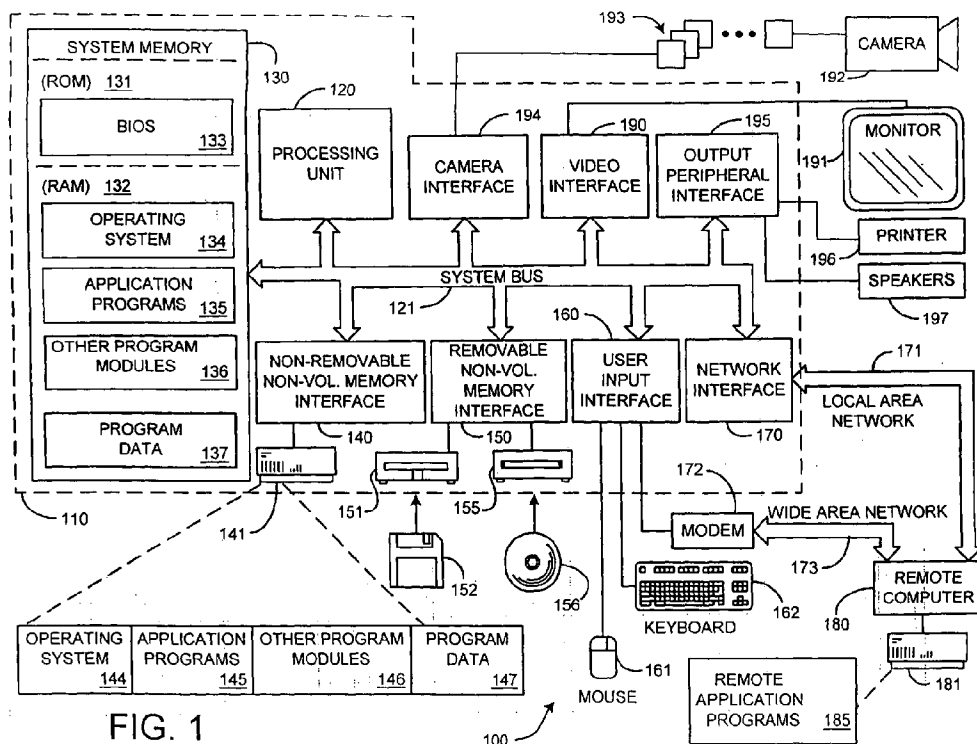 SYSTEM MEMORY
130
(ROM) 131
BIOS
133
(RAM) 132
OPERATING
SYSTEM
134
APPLICATION
PROGRAMS
135
OTHER PROGRAM
MODULES
136
PROGRAM
DATA
137
110
120
PROCESSING
UNIT
194
CAMERA
INTERFACE
190
VIDEO
INTERFACE
195
OUTPUT
PERIPHERAL
INTERFACE
193
CAMERA
192
MONITOR
191
PRINTER
196
SPEAKERS
197
SYSTEM BUS
121
NON-REMOVABLE
NON-VOL. MEMORY
INTERFACE
140
REMOVABLE
NON-VOL.
MEMORY
INTERFACE
150
160
USER
INPUT
INTERFACE
NETWORK
INTERFACE
170
171
LOCAL AREA
NETWORK
141
151
155
152
156
172
MODEM
WIDE AREA NETWORK
173
REMOTE
COMPUTER
180
181
162
KEYBOARD
161
MOUSE
REMOTE
APPLICATION
PROGRAMS
185
OPERATING
SYSTEM
144
APPLICATION
PROGRAMS
145
OTHER PROGRAM
MODULES
146
PROGRAM
DATA
147
FIG. 1
100